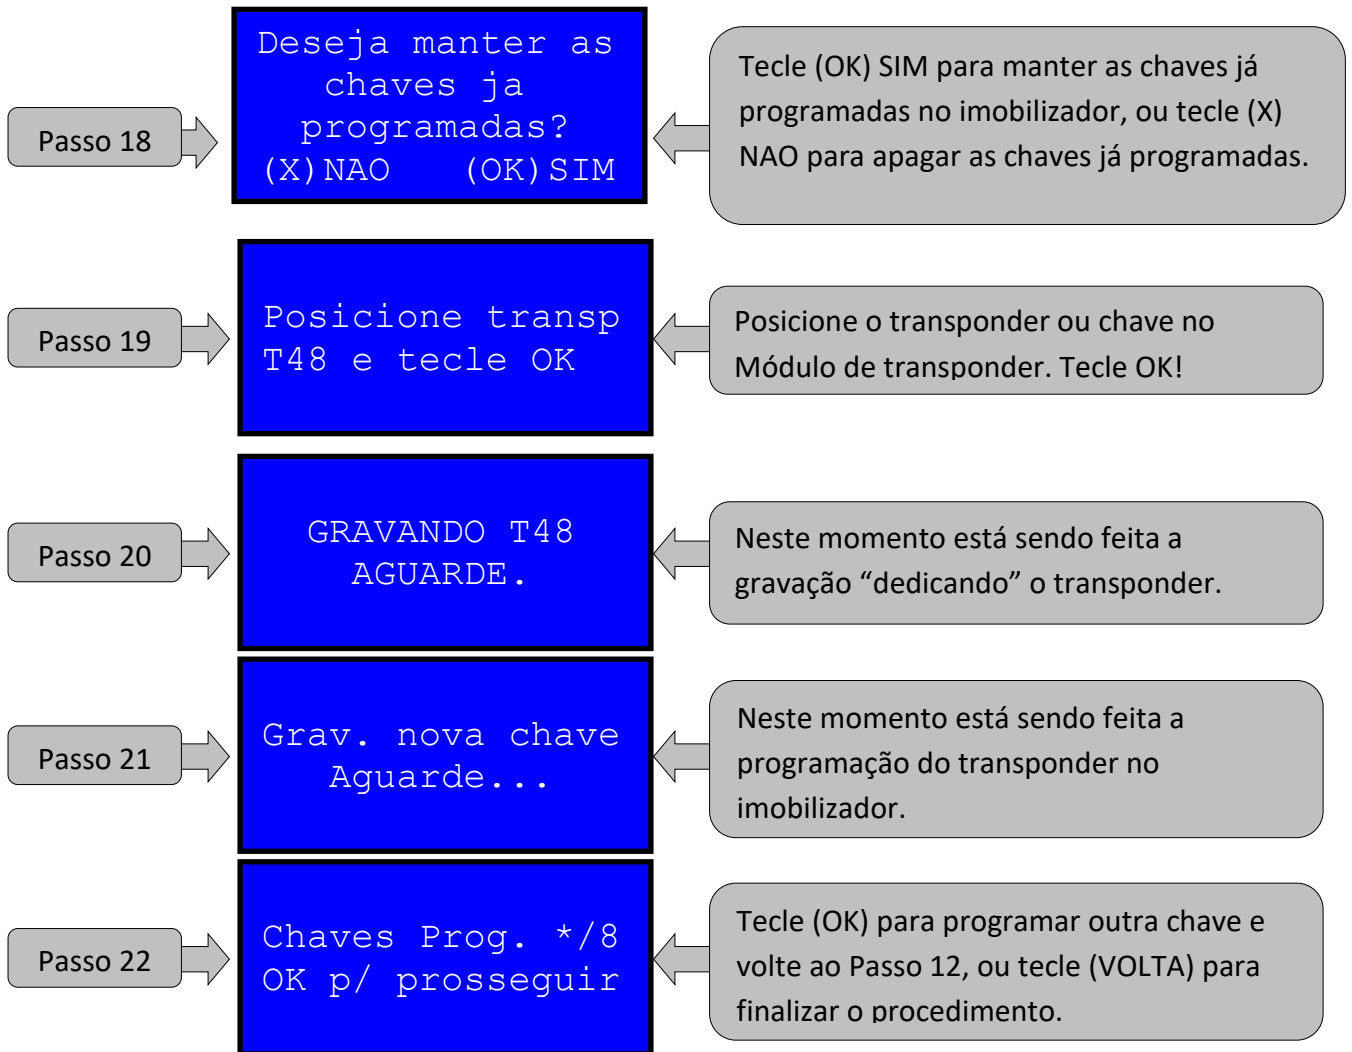 Passo 18
Deseja manter as
chaves ja
programadas?
(X)NAO (OK)SIM
Tecle (OK) SIM para manter as chaves já
programadas no imobilizador, ou tecle (X)
NAO para apagar as chaves já programadas.
Passo 19
Posicione transp
T48 e tecle OK
Posicione o transponder ou chave no
Módulo de transponder. Tecle OK!
Passo 20
GRAVANDO T48
AGUARDE.
Neste momento está sendo feita a
gravação “dedicando” o transponder.
Passo 21
Grav. nova chave
Aguarde...
Neste momento está sendo feita a
programação do transponder no
imobilizador.
Passo 22
Chaves Prog. */8
OK p/ prosseguir
Tecle (OK) para programar outra chave e
volte ao Passo 12, ou tecle (VOLTA) para
finalizar o procedimento.